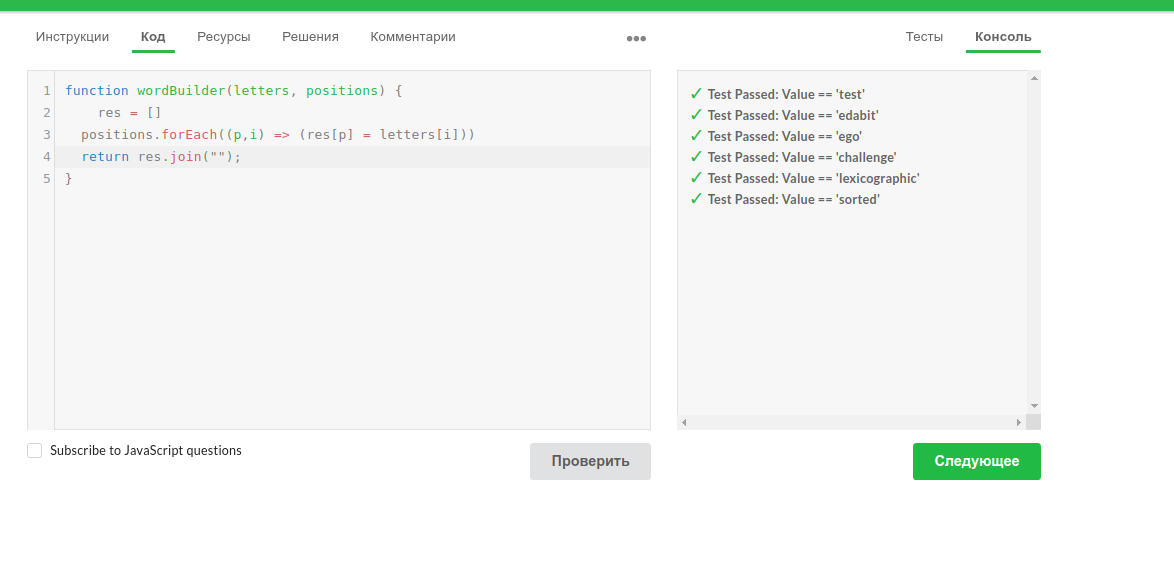 Инструкции Код Ресурсы Решения Комментарии ••• Тесты Консоль
1 function wordBuilder(letters, positions) {
2     res = []
3   positions.forEach((p,i) => (res[p] = letters[i]))
4   return res.join("");
5 }
✓ Test Passed: Value == 'test'
✓ Test Passed: Value == 'edabit'
✓ Test Passed: Value == 'ego'
✓ Test Passed: Value == 'challenge'
✓ Test Passed: Value == 'lexicographic'
✓ Test Passed: Value == 'sorted'
Subscribe to JavaScript questions
Проверить
Следующее